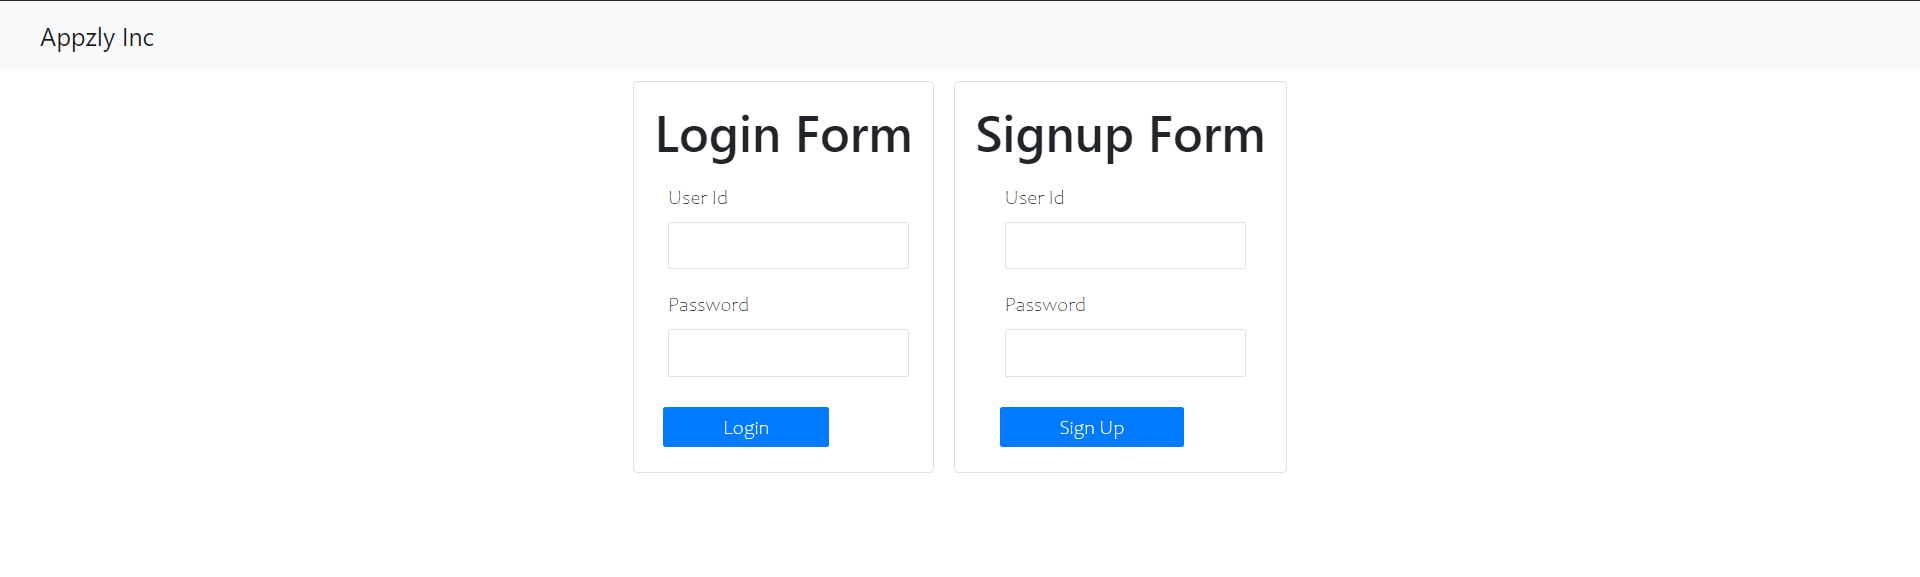 Appzly Inc
Login Form
User Id
Password
Login
Signup Form
User Id
Password
Sign Up